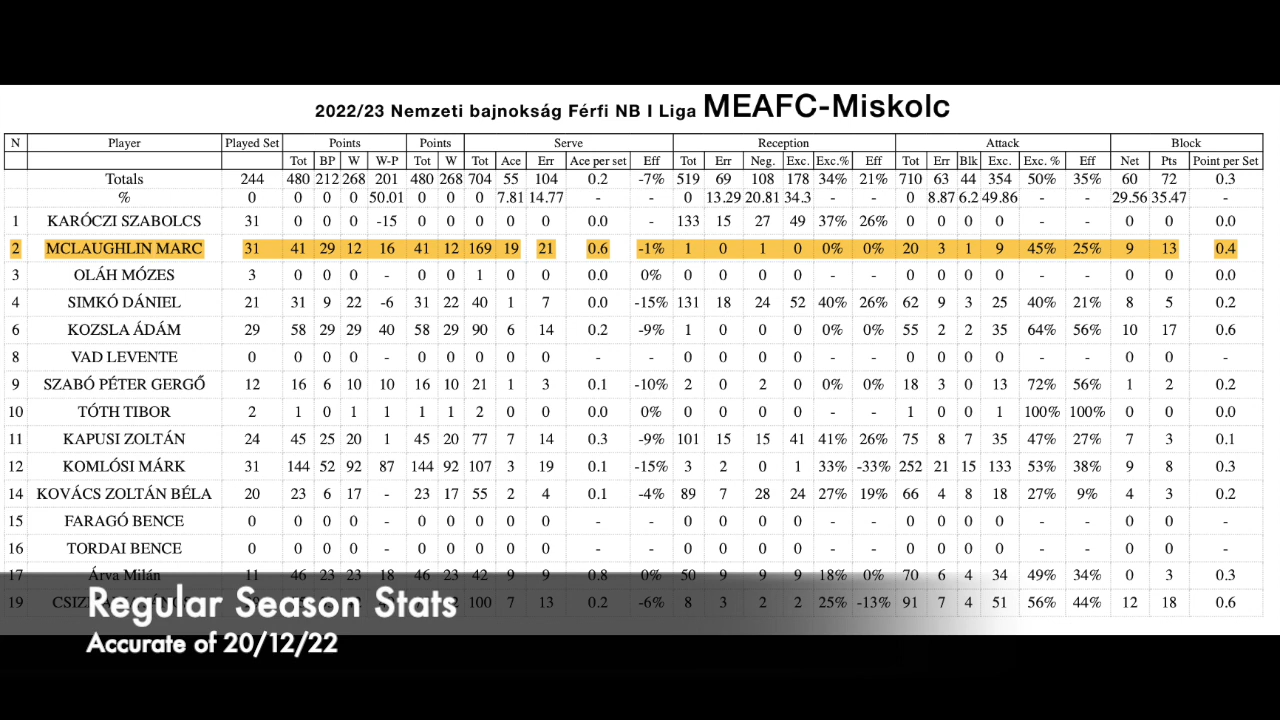 2022/23 Nemzeti bajnokság Férfi NB I Liga MEAFC-Miskolc
N Player Played Set Points Points Serve Reception Attack Block
Tot BP W W-P Tot W Tot Ace Err Ace per set Eff Tot Err Neg. Exc. Exc.% Eff Tot Err Blk Exc. Exc. % Eff Net Pts Point per Set
Totals 244 480 212 268 201 480 268 704 55 104 0.2 -7% 519 69 108 178 34% 21% 710 63 44 354 50% 35% 60 72 0.3
% 0 0 0 0 50.01 0 0 0 7.81 14.77 - - 0 13.29 20.81 34.3 - - 0 8.87 6.2 49.86 - - 29.56 35.47 -
1 KARÓCZI SZABOLCS 31 0 0 0 -15 0 0 0 0 0 0.0 - 133 15 27 49 37% 26% 0 0 0 0 - - 0 0 0.0
2 MCLAUGHLIN MARC 31 41 29 12 16 41 12 169 19 21 0.6 -1% 1 0 1 0 0% 0% 20 3 1 9 45% 25% 9 13 0.4
3 OLÁH MÓZES 3 0 0 0 - 0 0 1 0 0 0.0 0% 0 0 0 0 - - 0 0 0 0 - - 0 0 0.0
4 SIMKÓ DÁNIEL 21 31 9 22 -6 31 22 40 1 7 0.0 -15% 131 18 24 52 40% 26% 62 9 3 25 40% 21% 8 5 0.2
6 KOZSLA ÁDÁM 29 58 29 29 40 58 29 90 6 14 0.2 -9% 1 0 0 0 0% 0% 55 2 2 35 64% 56% 10 17 0.6
8 VAD LEVENTE 0 0 0 0 - 0 0 0 0 0 - - 0 0 0 0 - - 0 0 0 0 - - 0 0 -
9 SZABÓ PÉTER GERGŐ 12 16 6 10 10 16 10 21 1 3 0.1 -10% 2 0 2 0 0% 0% 18 3 0 13 72% 56% 1 2 0.2
10 TÓTH TIBOR 2 1 0 1 1 1 1 2 0 0 0.0 0% 0 0 0 0 - - 1 0 0 1 100% 100% 0 0 0.0
11 KAPUSI ZOLTÁN 24 45 25 20 1 45 20 77 7 14 0.3 -9% 101 15 15 41 41% 26% 75 8 7 35 47% 27% 7 3 0.1
12 KOMLÓSI MÁRK 31 144 52 92 87 144 92 107 3 19 0.1 -15% 3 2 0 1 33% -33% 252 21 15 133 53% 38% 9 8 0.3
14 KOVÁCS ZOLTÁN BÉLA 20 23 6 17 - 23 17 55 2 4 0.1 -4% 89 7 28 24 27% 19% 66 4 8 18 27% 9% 4 3 0.2
15 FARAGÓ BENCE 0 0 0 0 - 0 0 0 0 0 - - 0 0 0 0 - - 0 0 0 0 - - 0 0 -
16 TORDAI BENCE 0 0 0 0 - 0 0 0 0 0 - - 0 0 0 0 - - 0 0 0 0 - - 0 0 -
17 Árva Milán 11 46 23 23 18 46 23 42 9 9 0.8 0% 50 9 9 9 18% 0% 70 6 4 34 49% 34% 0 3 0.3
19 100 7 13 0.2 -6% 8 3 2 2 25% -13% 91 7 4 51 56% 44% 12 18 0.6
Regular Season Stats
Accurate of 20/12/22